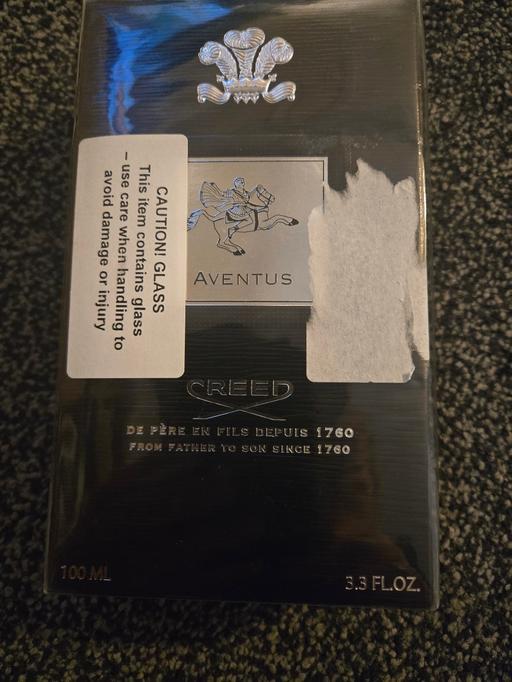 CAUTION! GLASS
This item contains glass
– use care when handling to
avoid damage or injury
AVENTUS
CREED
DE PÈRE EN FILS DEPUIS 1760
FROM FATHER TO SON SINCE 1760
100 ML
3.3 FL.OZ.